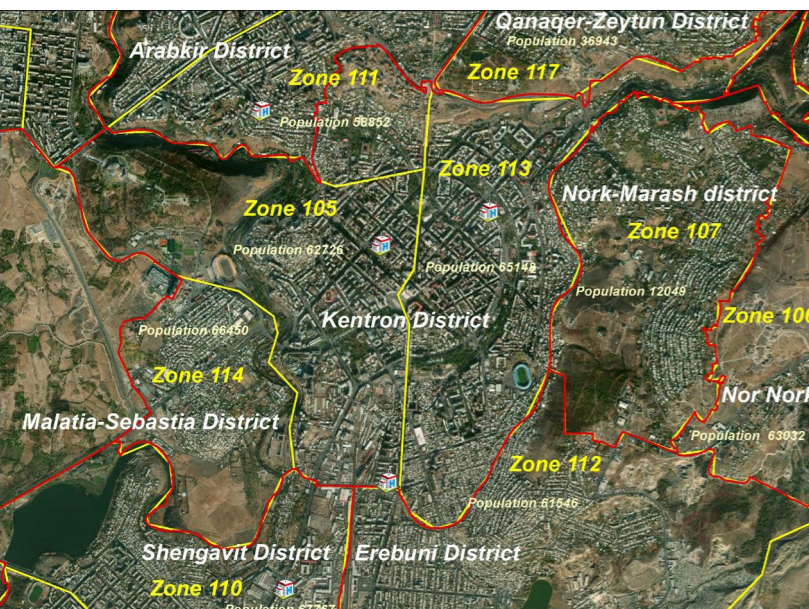 Qanaqer-Zeytun District
Population 36943
Arabkir District
Zone 111
Zone 117
Population 58852
Zone 113
Nork-Marash district
Zone 105
Zone 107
Population 62726
Population 65148
Population 12049
Zone 106
Kentron District
Population 66450
Zone 114
Nor Nork
Malatia-Sebastia District
Population 63032
Zone 112
Population 61546
Shengavit District
Erebuni District
Zone 110
Population 67767